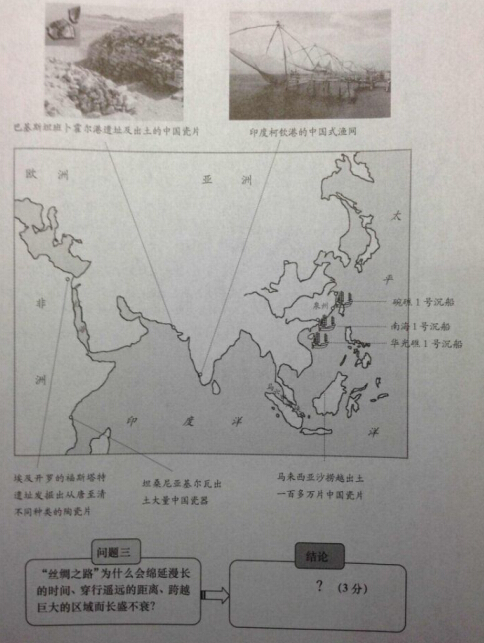 巴基斯坦班卜霍尔港遗址及出土的中国瓷片
印度柯钦港的中国式渔网
欧 洲
亚 洲
大
平
洋
非
洲
印 度 洋
泉州
碗礁1号沉船
南海1号沉船
华光礁1号沉船
埃及开罗的福斯塔特
遗址发掘出从唐至清
不同种类的陶瓷片
坦桑尼亚基尔瓦出
土大量中国瓷器
马来西亚沙捞越出土
一百多万片中国瓷片
问题三
“丝绸之路”为什么会绵延漫长
的时间、穿行遥远的距离、跨越
巨大的区域而长盛不衰？
结论
？（3分）